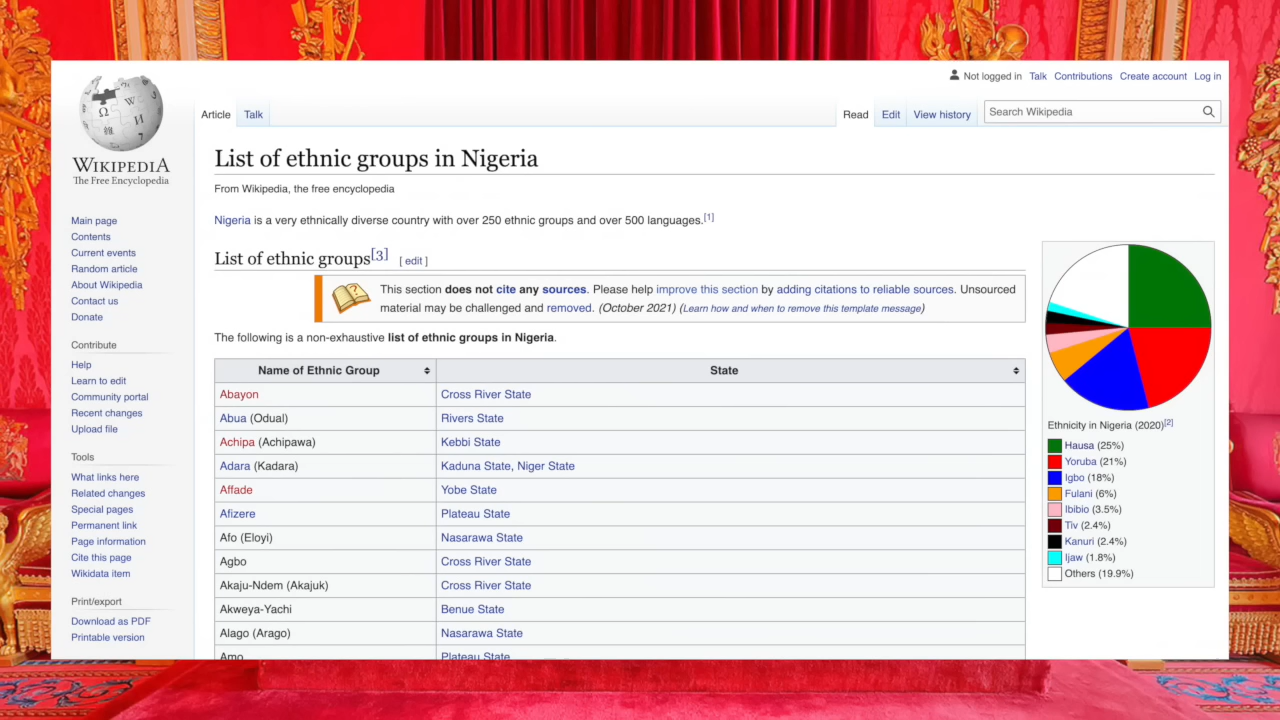 Not logged in Talk Contributions Create account Log in
Article Talk Read Edit View history Search Wikipedia
WIKIPEDIA
The Free Encyclopedia
List of ethnic groups in Nigeria
From Wikipedia, the free encyclopedia
Nigeria is a very ethnically diverse country with over 250 ethnic groups and over 500 languages.[1]
Main page
Contents
Current events
Random article
About Wikipedia
Contact us
Donate
Contribute
Help
Learn to edit
Community portal
Recent changes
Upload file
Tools
What links here
Related changes
Special pages
Permanent link
Page information
Cite this page
Wikidata item
Print/export
Download as PDF
Printable version
List of ethnic groups[3] [ edit ]
This section does not cite any sources. Please help improve this section by adding citations to reliable sources. Unsourced
material may be challenged and removed. (October 2021) (Learn how and when to remove this template message)
The following is a non-exhaustive list of ethnic groups in Nigeria.
Name of Ethnic Group State
Abayon Cross River State
Abua (Odual) Rivers State
Achipa (Achipawa) Kebbi State
Adara (Kadara) Kaduna State, Niger State
Affade Yobe State
Afizere Plateau State
Afo (Eloyi) Nasarawa State
Agbo Cross River State
Akaju-Ndem (Akajuk) Cross River State
Akweya-Yachi Benue State
Alago (Arago) Nasarawa State
Amo Plateau State
Ethnicity in Nigeria (2020)[2]
Hausa (25%)
Yoruba (21%)
Igbo (18%)
Fulani (6%)
Ibibio (3.5%)
Tiv (2.4%)
Kanuri (2.4%)
Ijaw (1.8%)
Others (19.9%)